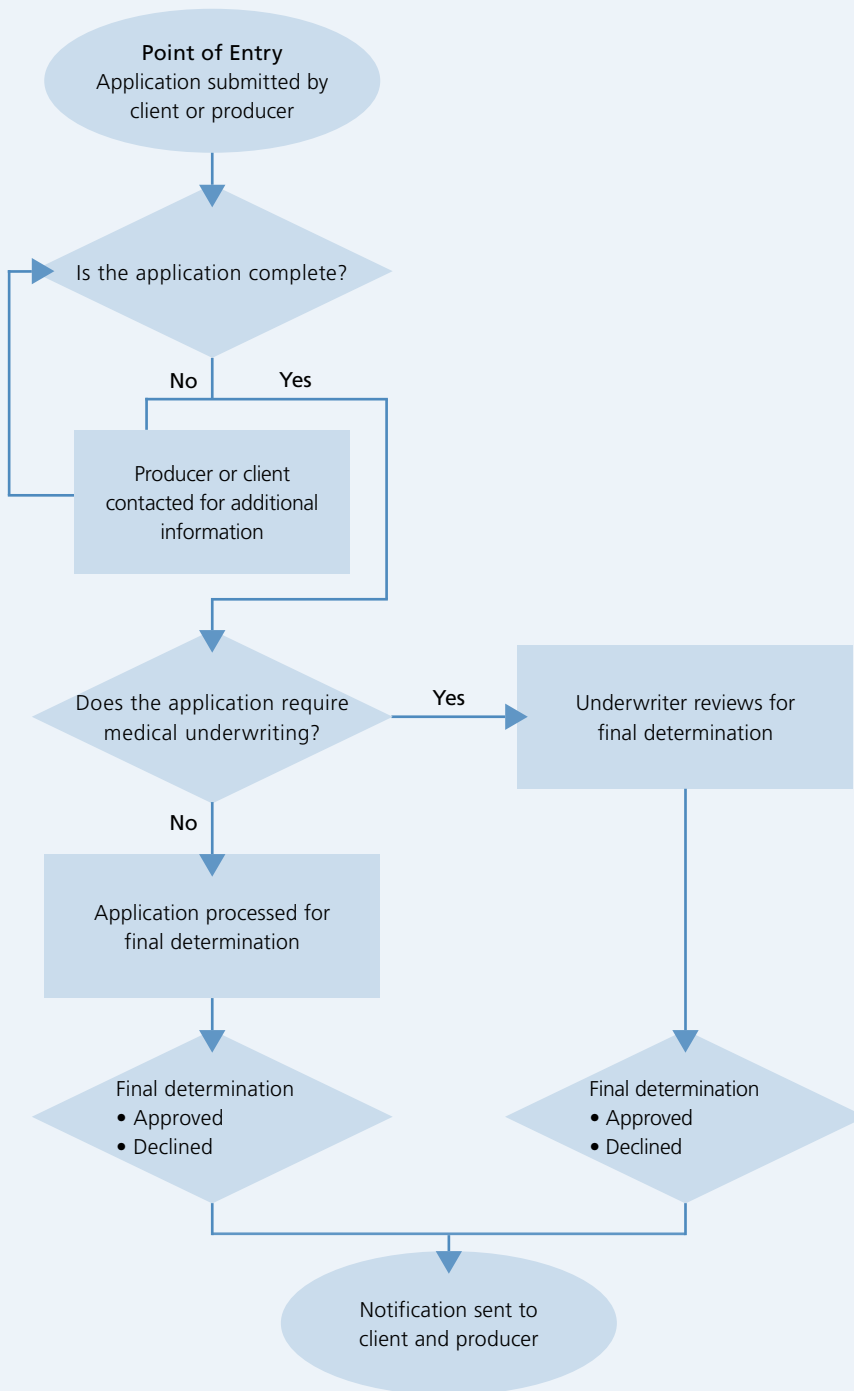 Point of Entry
Application submitted by
client or producer
Is the application complete?
No
Yes
Producer or client
contacted for additional
information
Does the application require
medical underwriting?
Yes
Underwriter reviews for
final determination
No
Application processed for
final determination
Final determination
• Approved
• Declined
Final determination
• Approved
• Declined
Notification sent to
client and producer